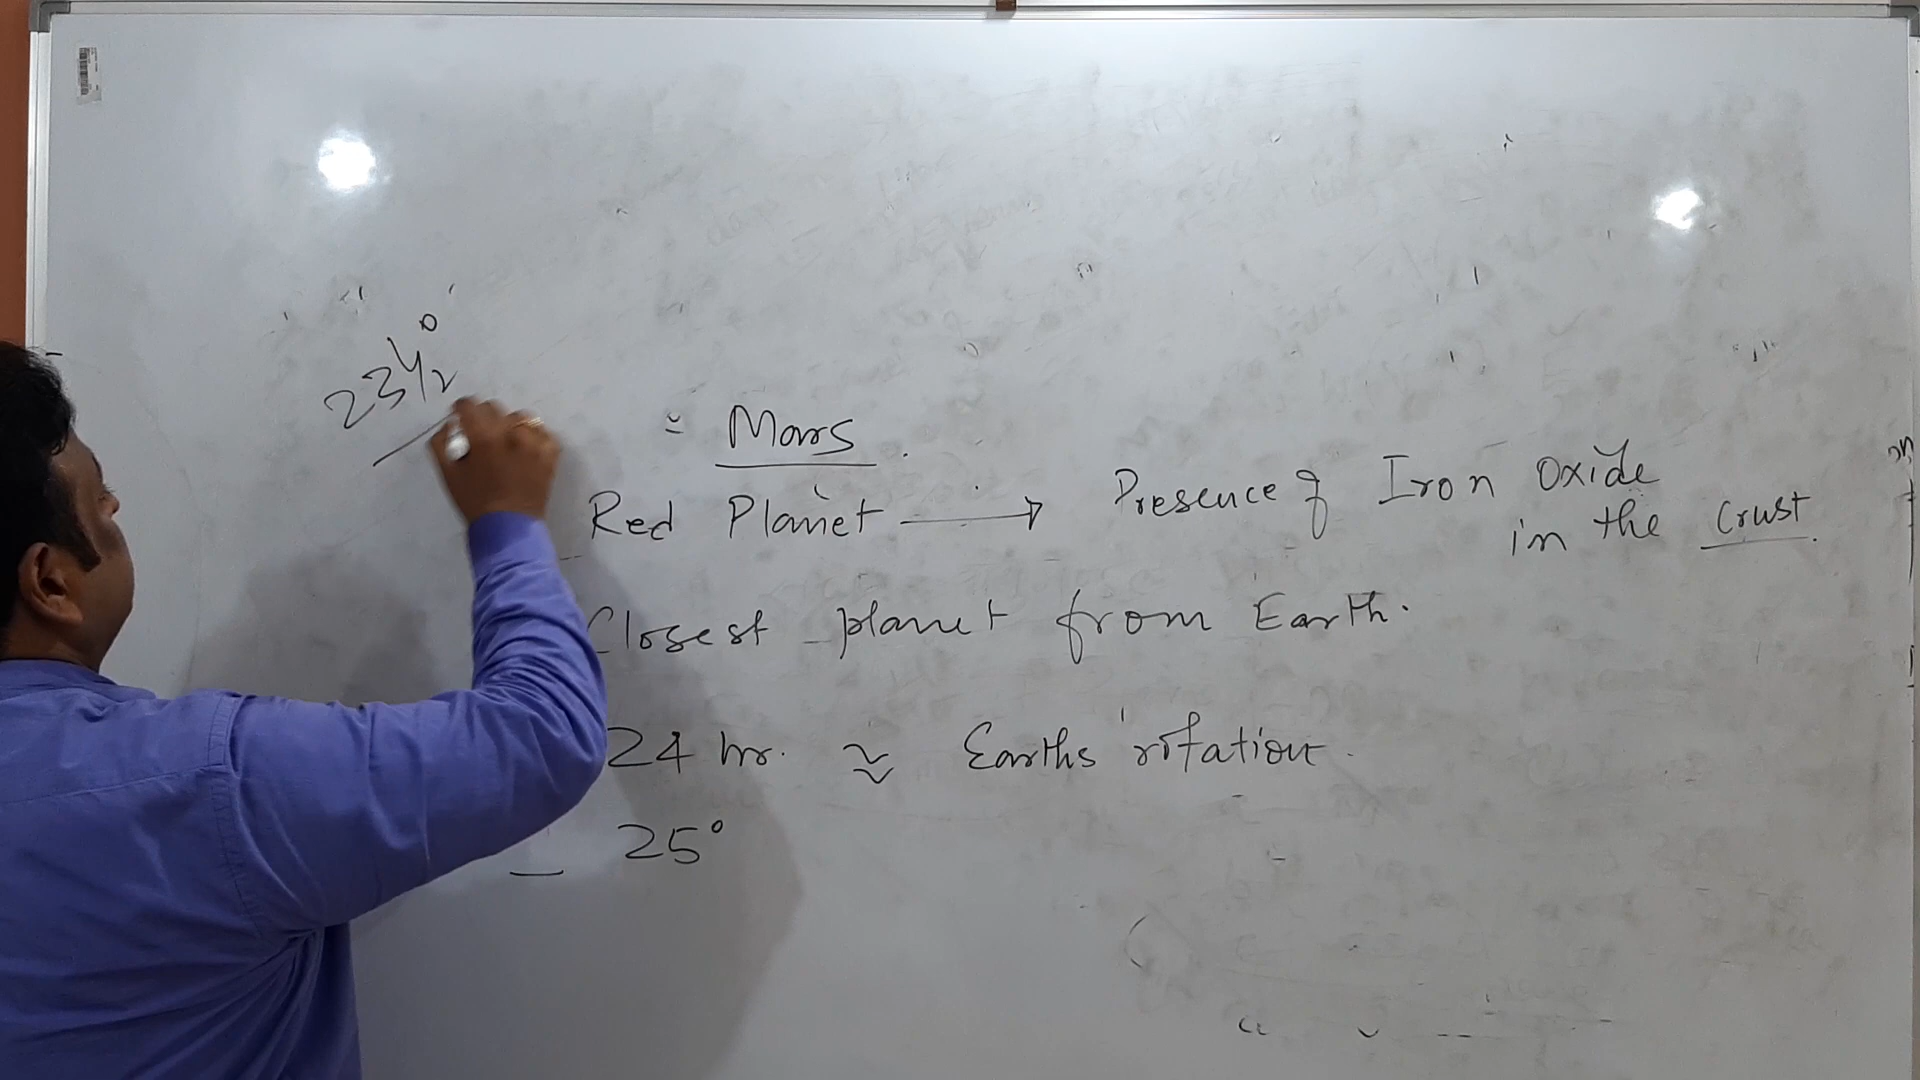 23½°
= Mars.
Red Planet → Presence of Iron Oxide
in the Crust.
Closest planet from Earth.
24 hr. ≈ Earths' rotation.
25°